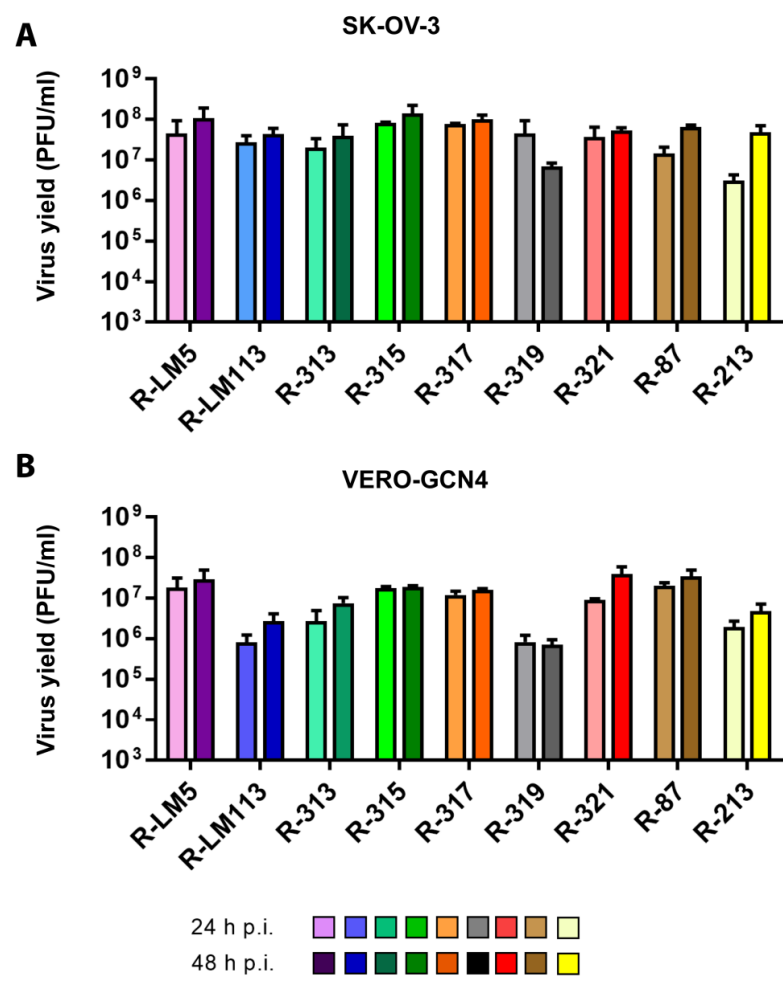 A
SK-OV-3
Virus yield (PFU/ml)
10⁹
10⁸
10⁷
10⁶
10⁵
10⁴
10³
R-LM5
R-LM113
R-313
R-315
R-317
R-319
R-321
R-87
R-213
B
VERO-GCN4
Virus yield (PFU/ml)
10⁹
10⁸
10⁷
10⁶
10⁵
10⁴
10³
R-LM5
R-LM113
R-313
R-315
R-317
R-319
R-321
R-87
R-213
24 h p.i.
48 h p.i.